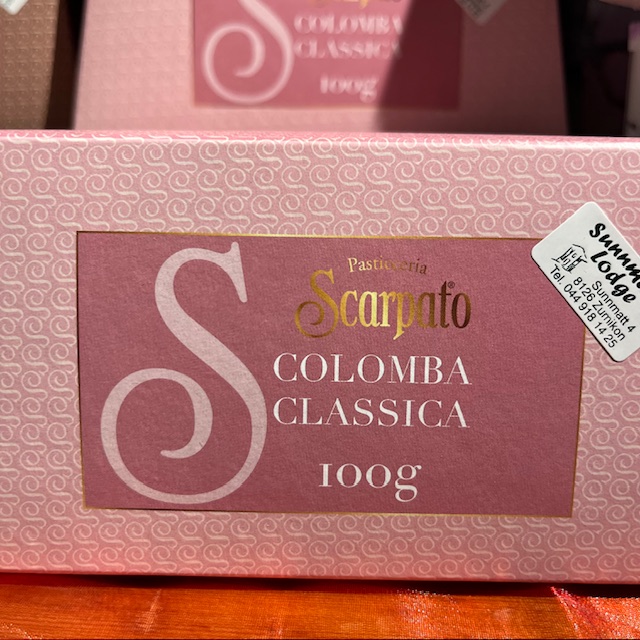 COLOMBA
CLASSICA
100g
Pasticceria
Scarpato®
COLOMBA
CLASSICA
100g
S
Lodge
Sunnmatt 4
8126 Zumikon
Tel. 044 918 14 25